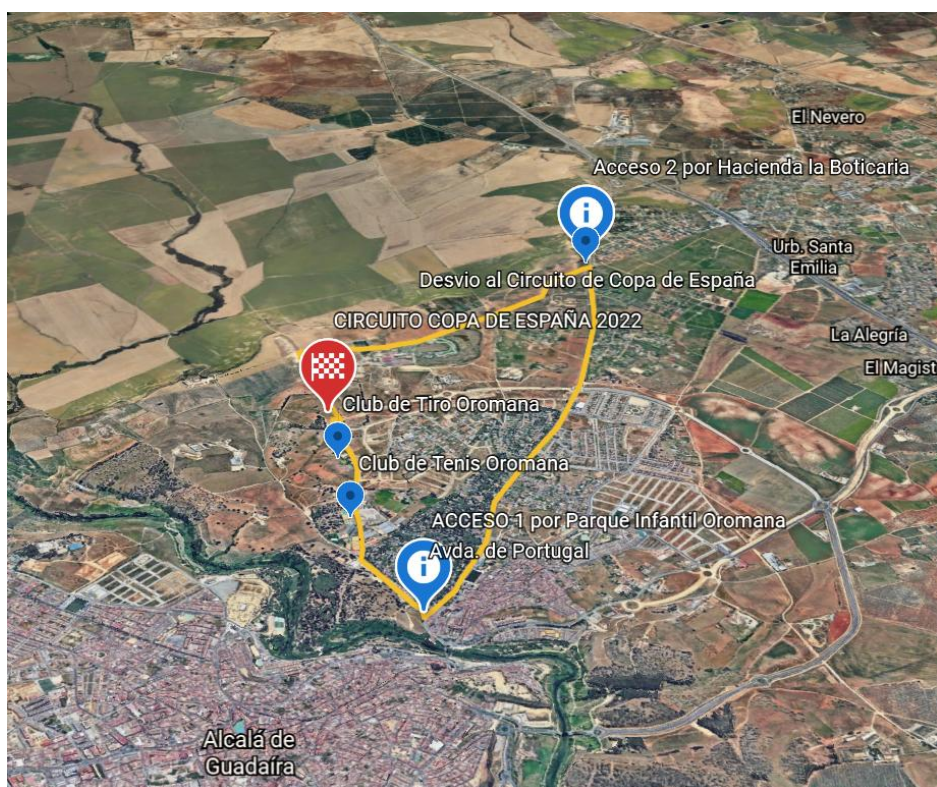 El Nevero
Acceso 2 por Hacienda la Boticaria
Urb. Santa
Emilia
Desvio al Circuito de Copa de España
CIRCUITO COPA DE ESPAÑA 2022
La Alegría
El Magist
Club de Tiro Oromana
Club de Tenis Oromana
ACCESO 1 por Parque Infantil Oromana
Avda. de Portugal
Alcalá de
Guadaíra